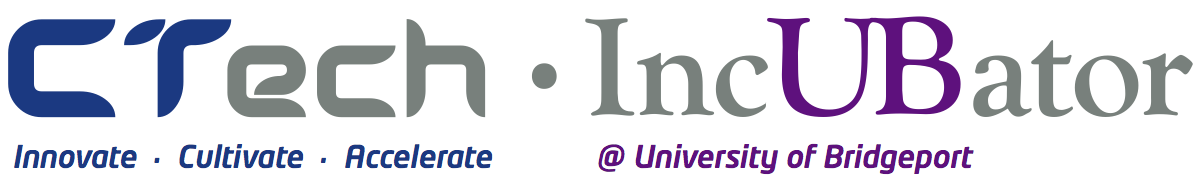 CTech · IncUBator
Innovate · Cultivate · Accelerate @ University of Bridgeport